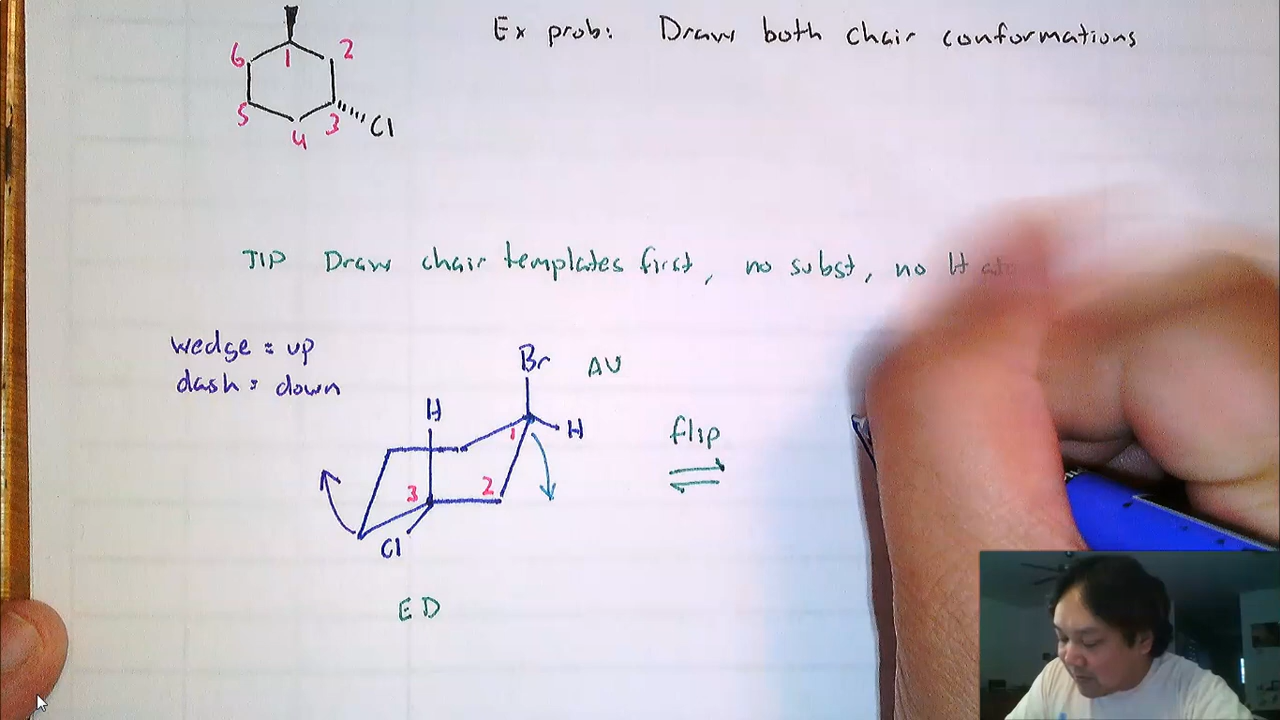 Ex prob: Draw both chair conformations
6 1 2
5 4 3 Cl
TIP Draw chair templates first, no subst, no H
wedge = up
dash = down
Br AU
H
1 H
flip
3 2
Cl
ED